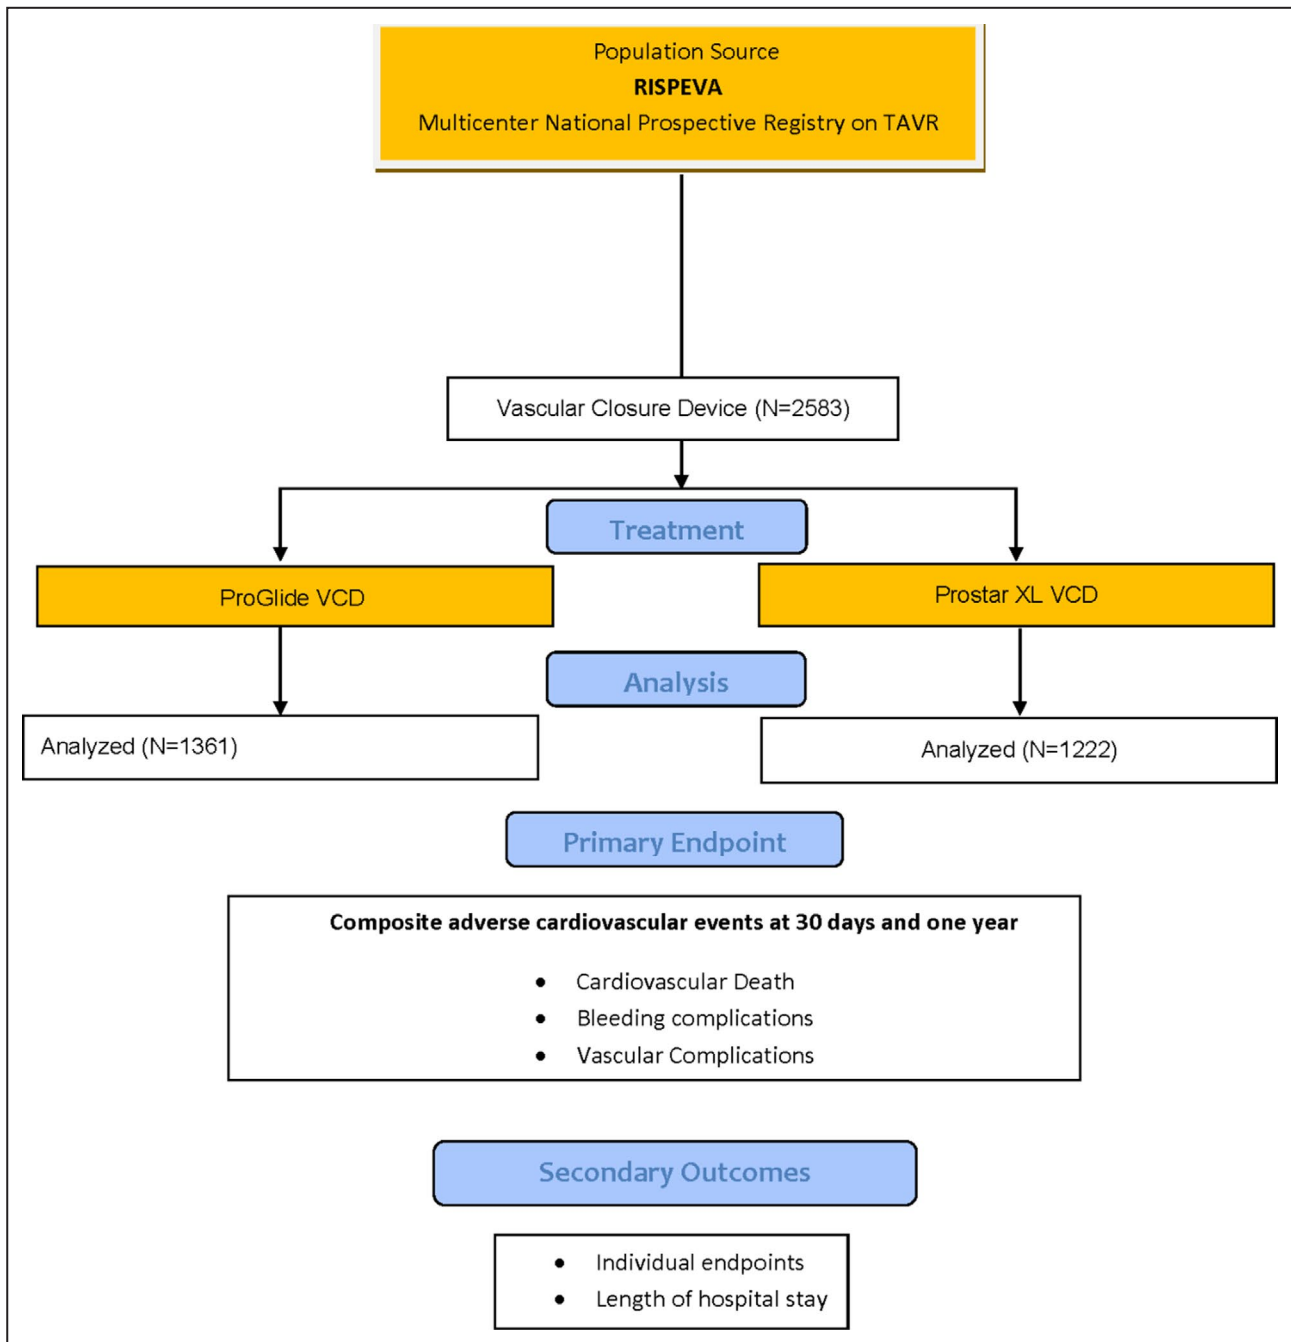 Population Source
RISPEVA
Multicenter National Prospective Registry on TAVR
Vascular Closure Device (N=2583)
Treatment
ProGlide VCD
Prostar XL VCD
Analysis
Analyzed (N=1361)
Analyzed (N=1222)
Primary Endpoint
Composite adverse cardiovascular events at 30 days and one year
• Cardiovascular Death
• Bleeding complications
• Vascular Complications
Secondary Outcomes
• Individual endpoints
• Length of hospital stay